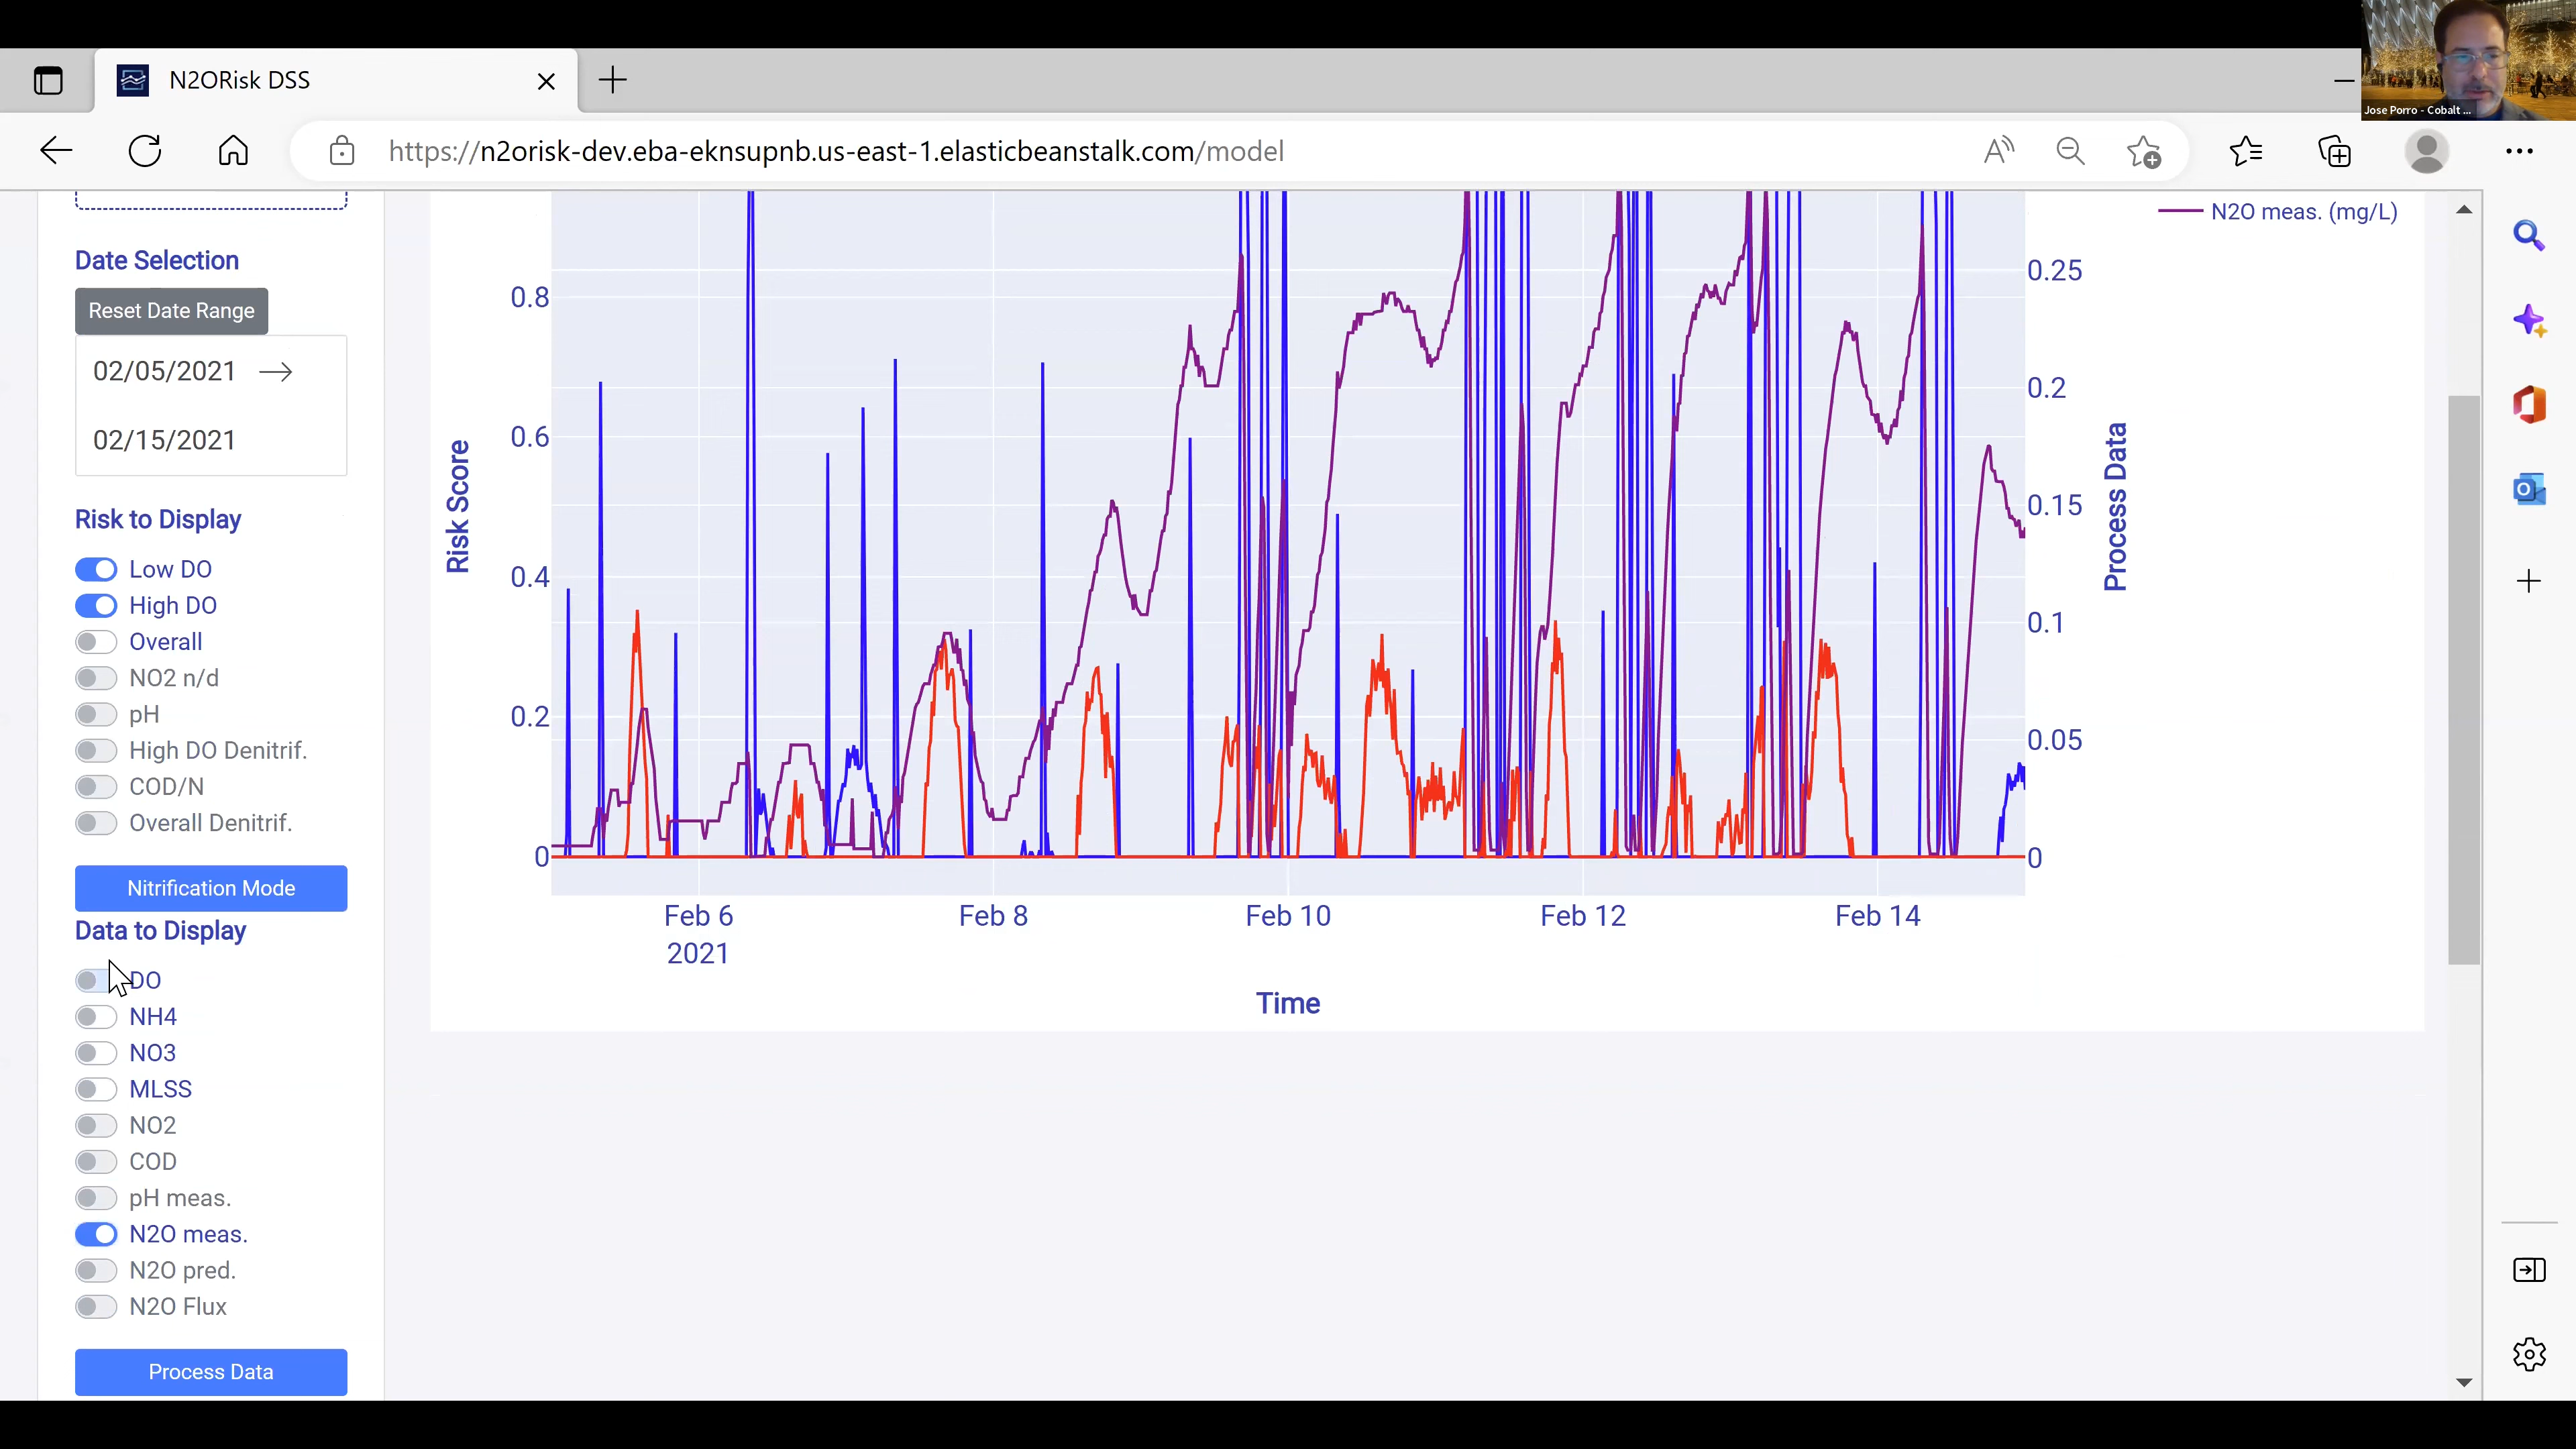 N2ORisk DSS
Jose Porro - Cobalt ...
https://n2orisk-dev.eba-eknsupnb.us-east-1.elasticbeanstalk.com/model
Date Selection
Reset Date Range
02/05/2021
02/15/2021
Risk to Display
Low DO
High DO
Overall
NO2 n/d
pH
High DO Denitrif.
COD/N
Overall Denitrif.
Nitrification Mode
Data to Display
DO
NH4
NO3
MLSS
NO2
COD
pH meas.
N2O meas.
N2O pred.
N2O Flux
Process Data
N2O meas. (mg/L)
Risk Score
0.8
0.6
0.4
0.2
0
0.25
0.2
0.15
0.1
0.05
0
Process Data
Feb 6
2021
Feb 8
Feb 10
Feb 12
Feb 14
Time